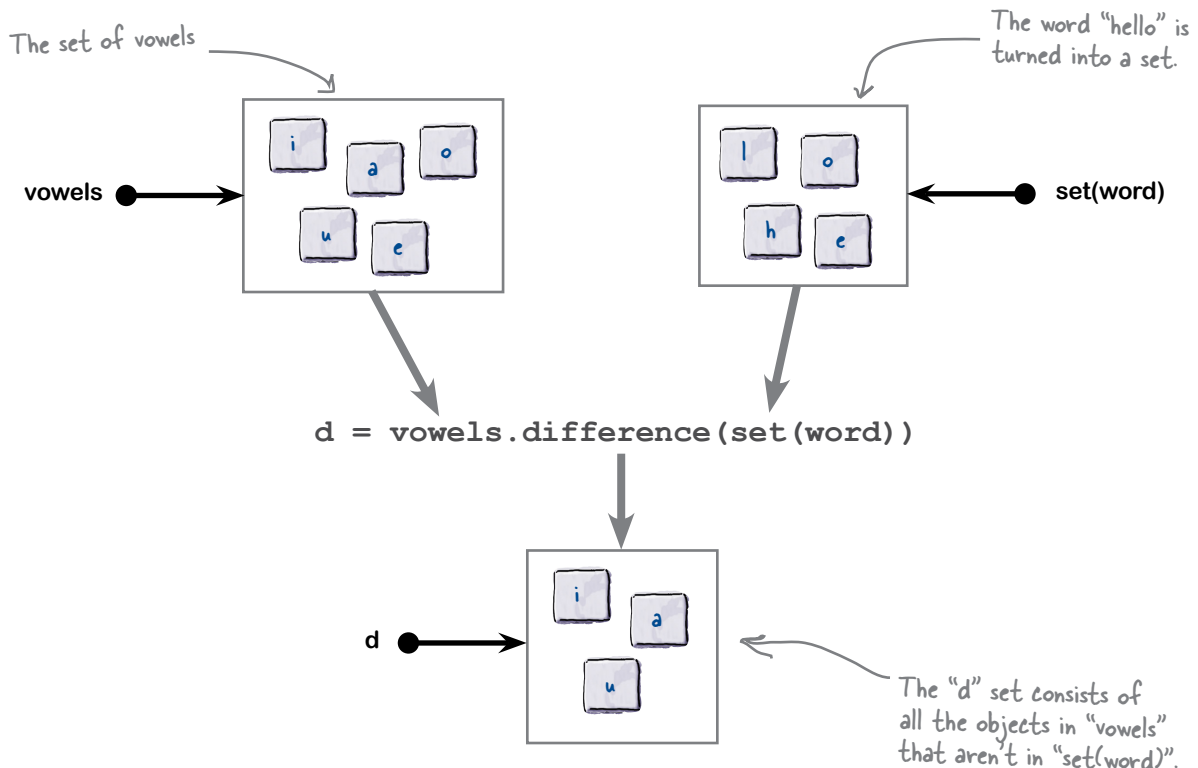 The set of vowels
The word “hello” is
turned into a set.
i
a
o
u
e
vowels
l
o
h
e
set(word)
d = vowels.difference(set(word))
i
a
u
d
The “d” set consists of
all the objects in “vowels”
that aren’t in “set(word)”.